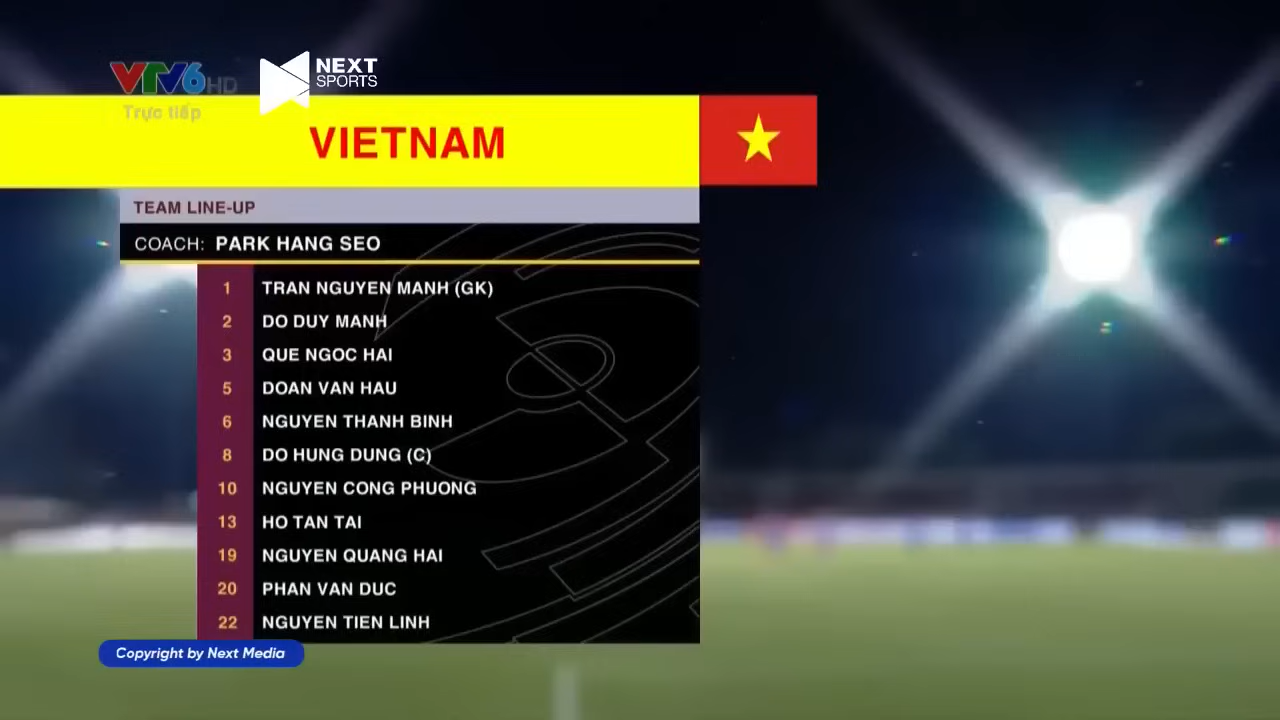 VTV6HD
Trực tiếp
NEXT
SPORTS
VIETNAM
TEAM LINE-UP
COACH: PARK HANG SEO
1 TRAN NGUYEN MANH (GK)
2 DO DUY MANH
3 QUE NGOC HAI
5 DOAN VAN HAU
6 NGUYEN THANH BINH
8 DO HUNG DUNG (C)
10 NGUYEN CONG PHUONG
13 HO TAN TAI
19 NGUYEN QUANG HAI
20 PHAN VAN DUC
22 NGUYEN TIEN LINH
Copyright by Next Media